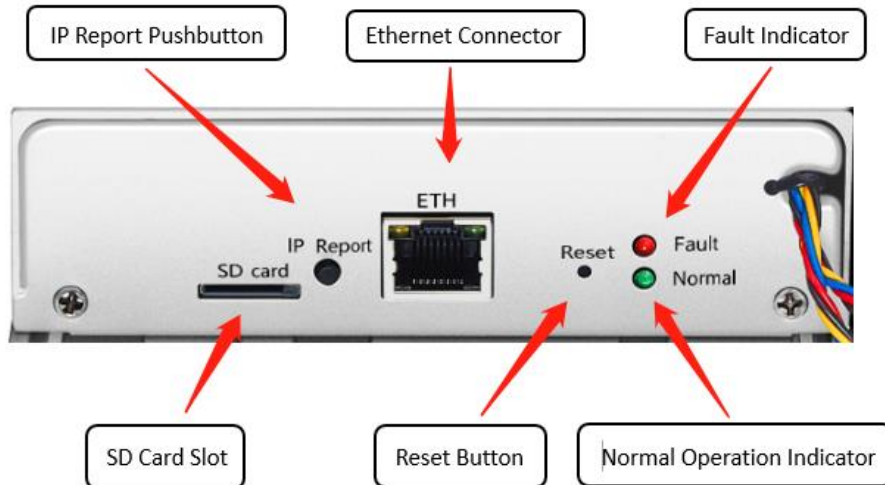 IP Report Pushbutton
Ethernet Connector
Fault Indicator
ETH
IP Report
SD card
Reset
Fault
Normal
SD Card Slot
Reset Button
Normal Operation Indicator